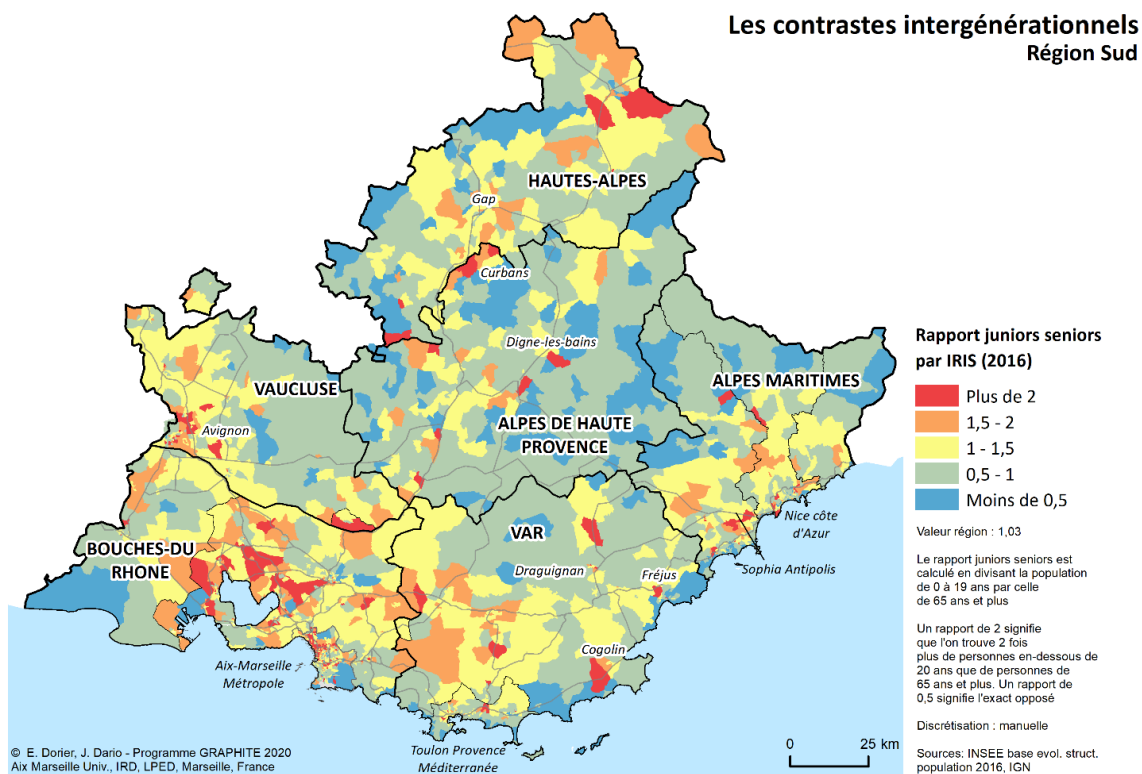 Les contrastes intergénérationnels
Région Sud
HAUTES-ALPES
Gap
Curbans
Digne-les-bains
VAUCLUSE
ALPES MARITIMES
Avignon
ALPES DE HAUTE
PROVENCE
Nice côte
d'Azur
VAR
BOUCHES-DU
RHONE
Sophia Antipolis
Draguignan
Fréjus
Cogolin
Aix-Marseille
Métropole
Toulon Provence
Méditerranée
Rapport juniors seniors
par IRIS (2016)
Plus de 2
1,5 - 2
1 - 1,5
0,5 - 1
Moins de 0,5
Valeur région : 1,03
Le rapport juniors seniors est
calculé en divisant la population
de 0 à 19 ans par celle
de 65 ans et plus
Un rapport de 2 signifie
que l'on trouve 2 fois
plus de personnes en-dessous de
20 ans que de personnes de
65 ans et plus. Un rapport de
0,5 signifie l'exact opposé
Discrétisation : manuelle
Sources: INSEE base evol. struct.
population 2016, IGN
0 25 km
© E. Dorier, J. Dario - Programme GRAPHITE 2020
Aix Marseille Univ., IRD, LPED, Marseille, France